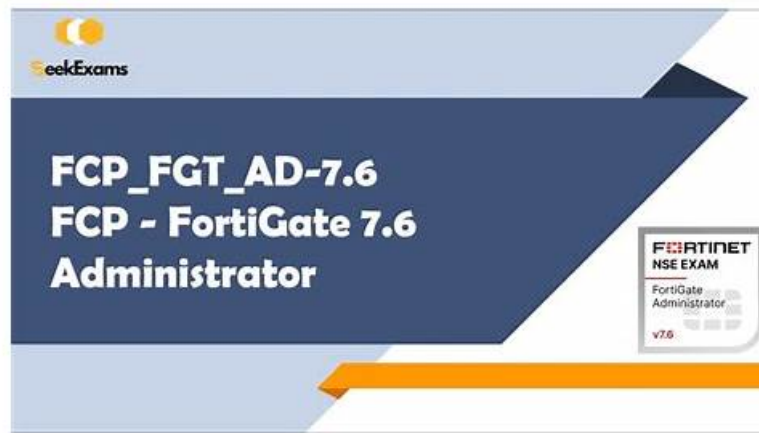 SeekExams
FCP_FGT_AD-7.6
FCP - FortiGate 7.6
Administrator
FORTINET
NSE EXAM
FortiGate
Administrator
v7.6